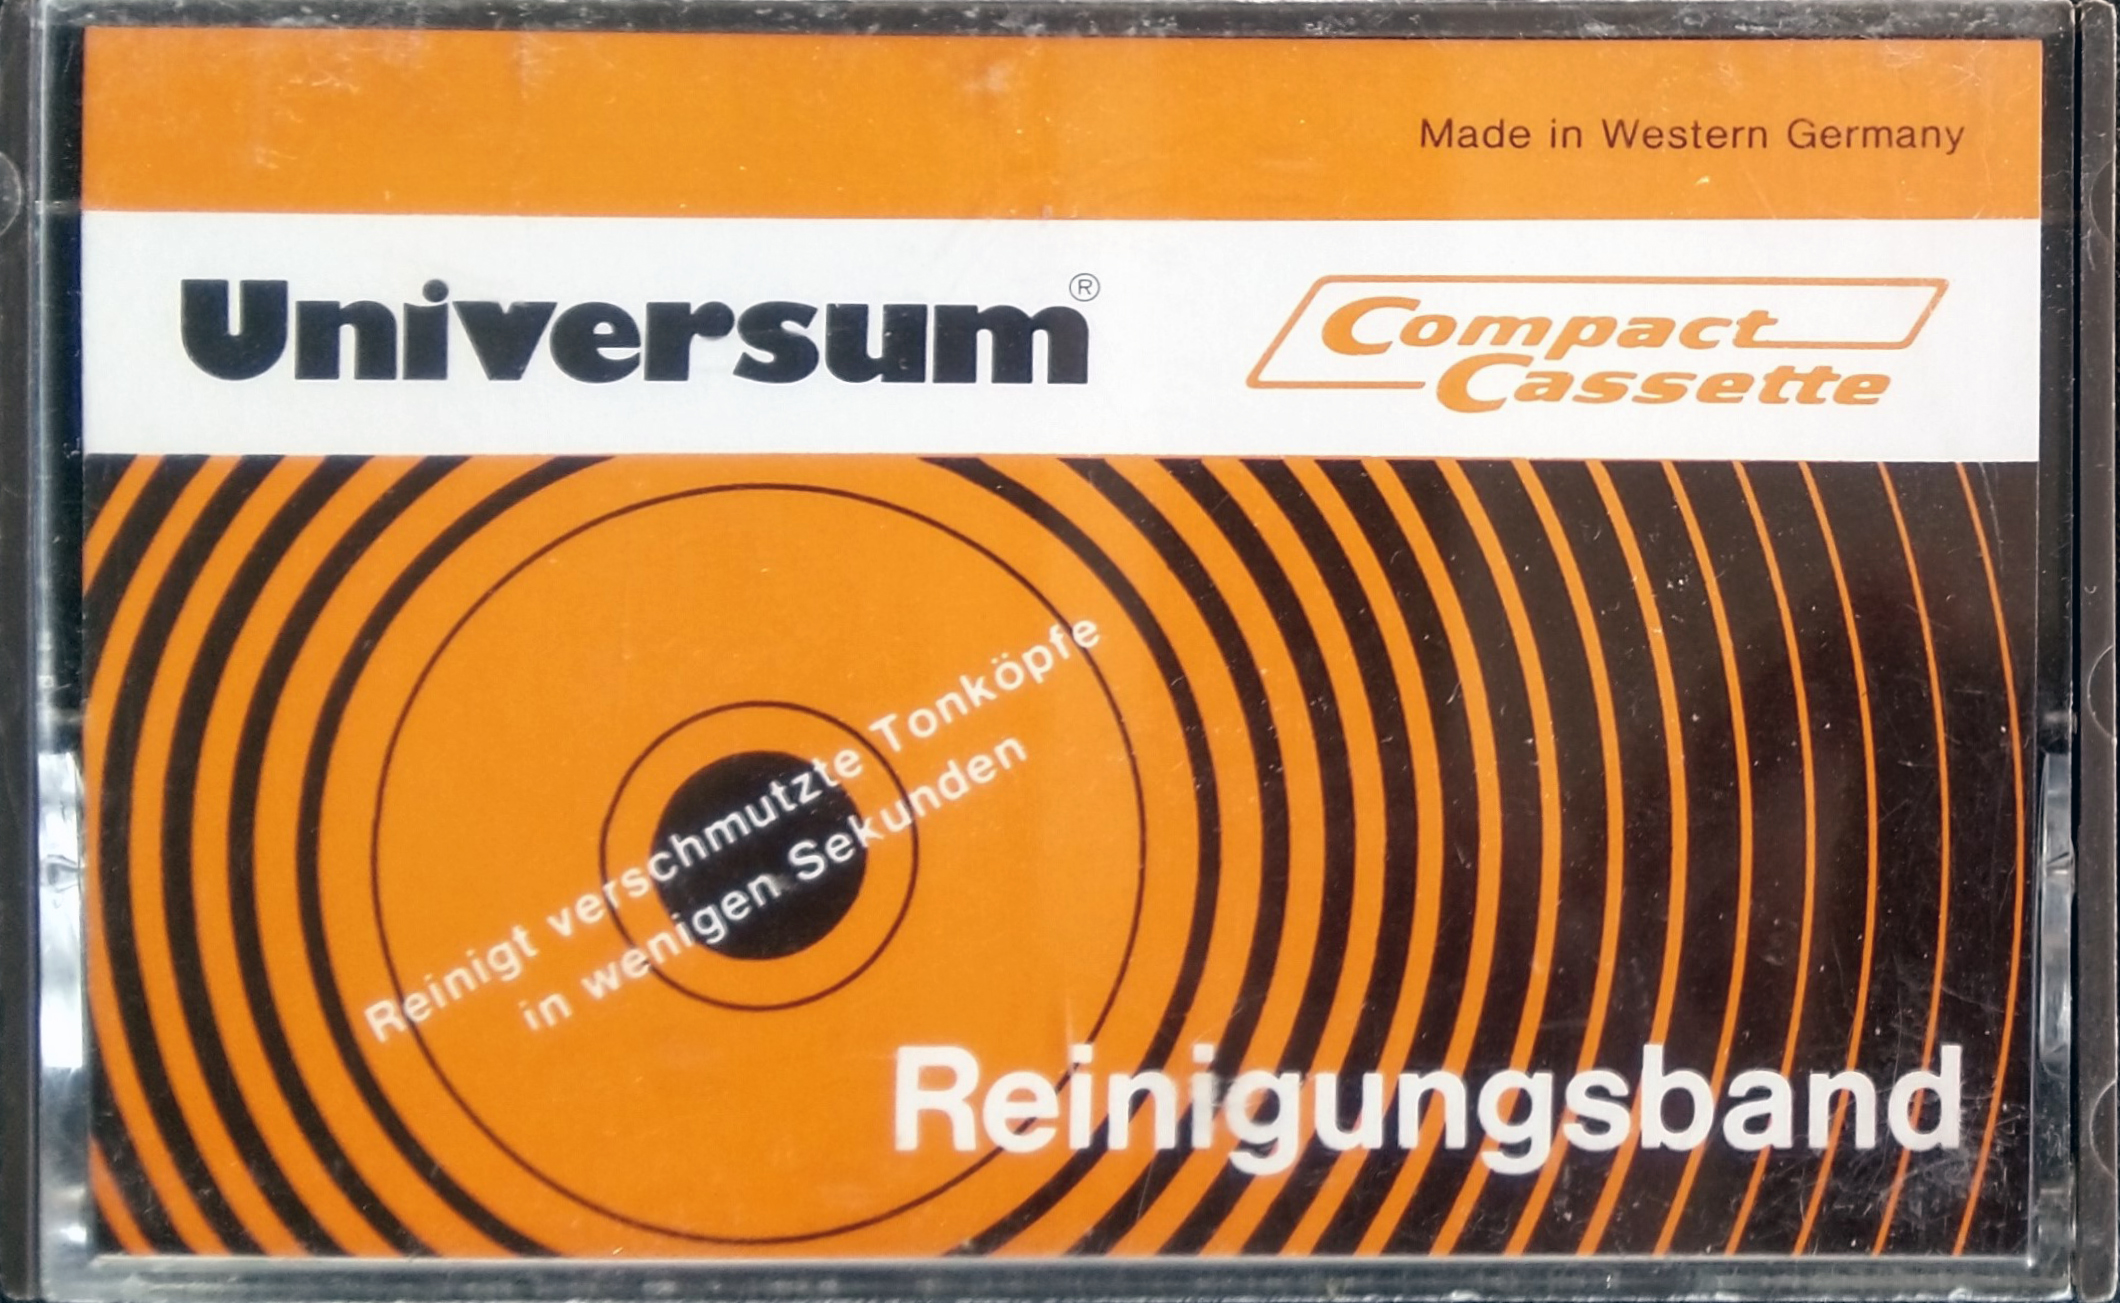 Made in Western Germany
Universum®
Compact
Cassette
Reinigt verschmutzte Tonköpfe
in wenigen Sekunden
Reinigungsband